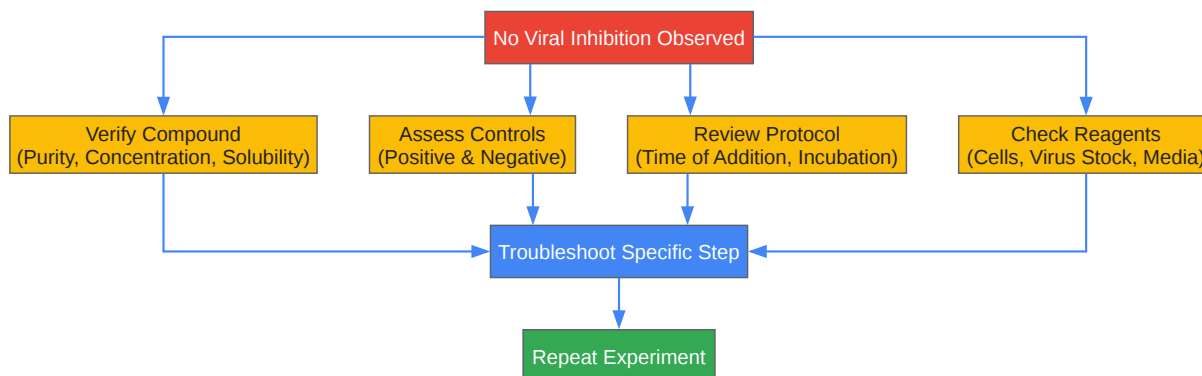 No Viral Inhibition Observed
Verify Compound
(Purity, Concentration, Solubility)
Assess Controls
(Positive & Negative)
Review Protocol
(Time of Addition, Incubation)
Check Reagents
(Cells, Virus Stock, Media)
Troubleshoot Specific Step
Repeat Experiment